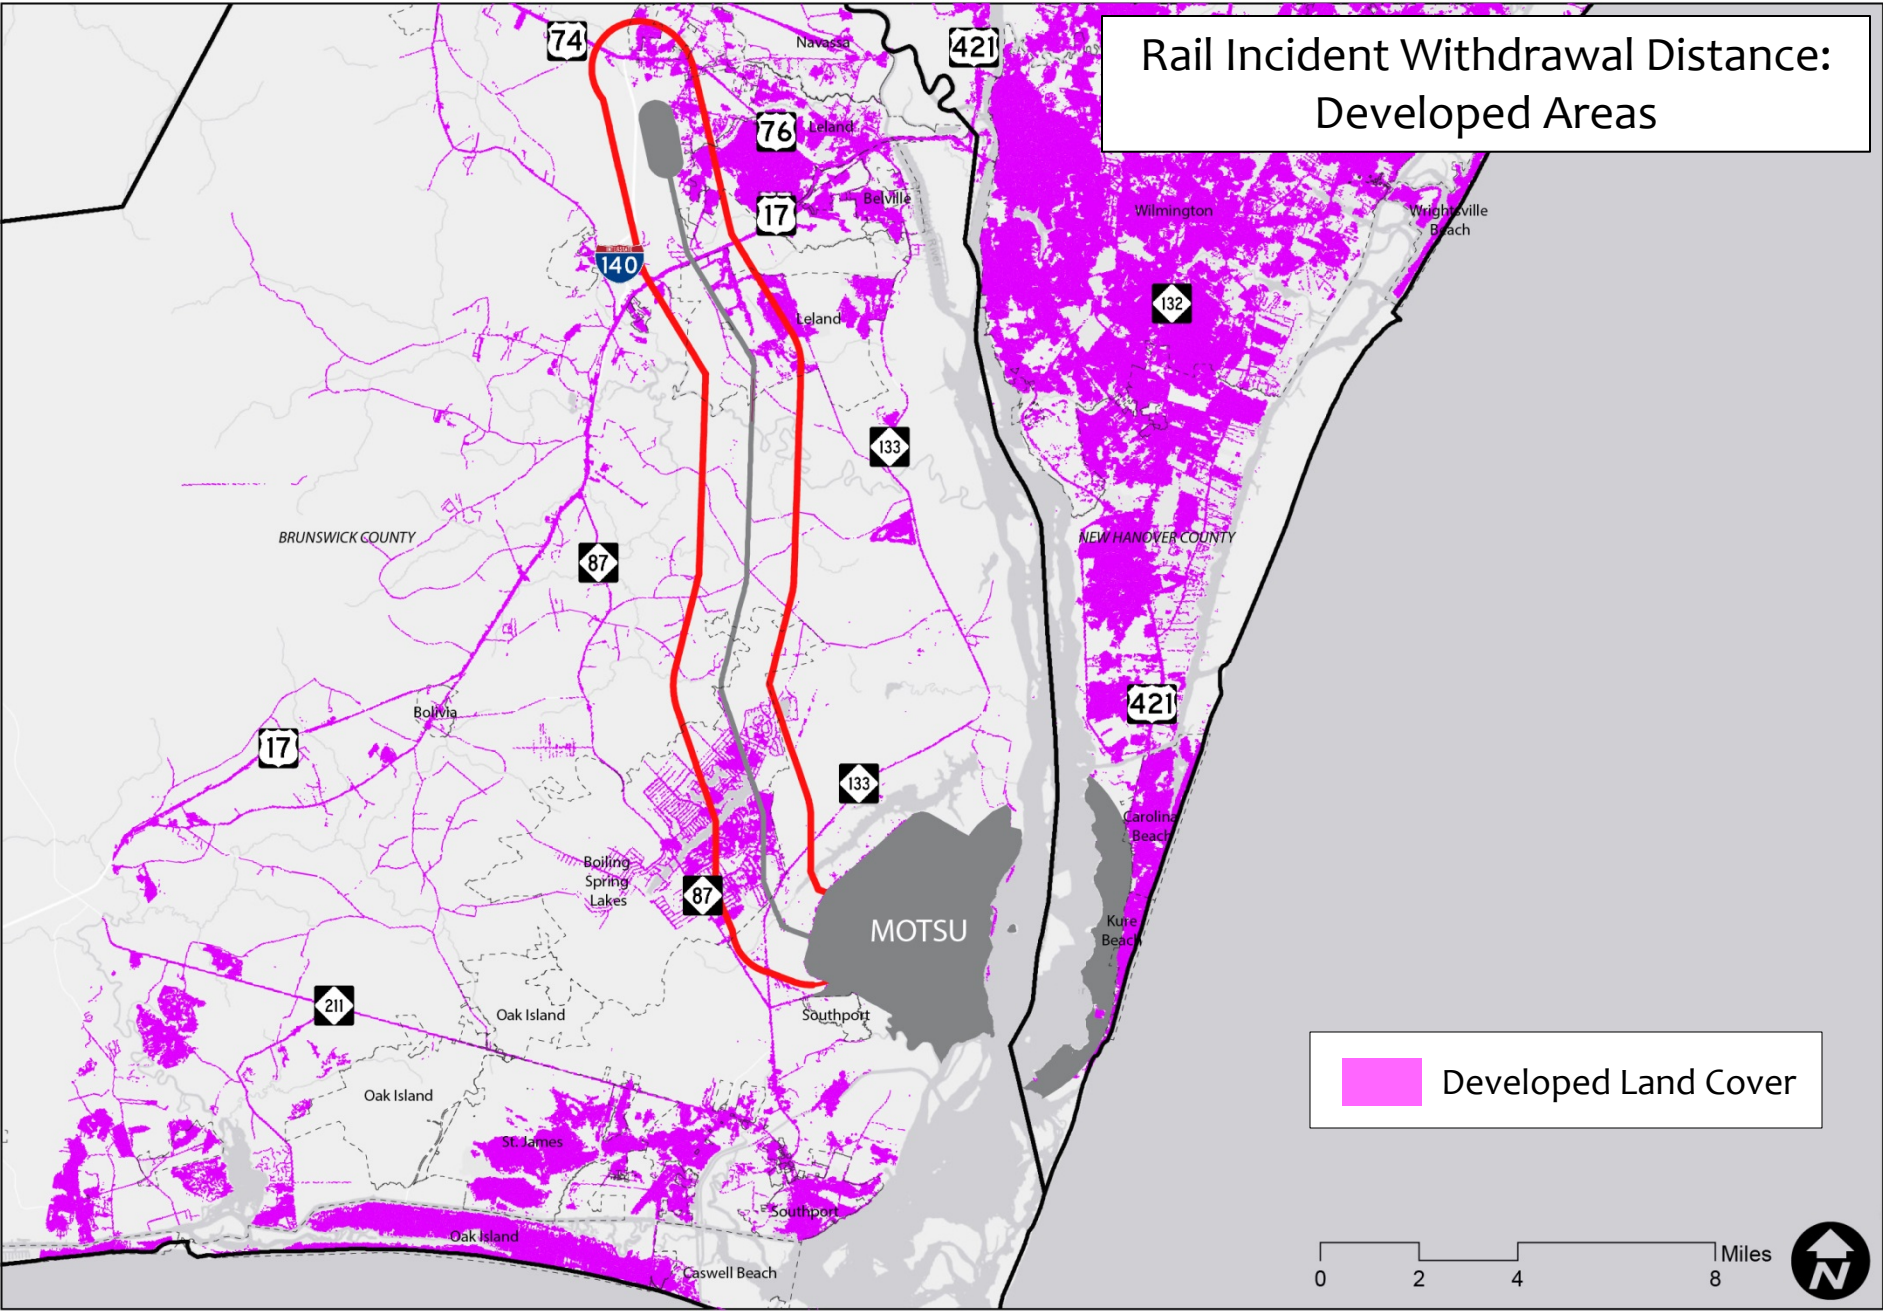 Rail Incident Withdrawal Distance:
Developed Areas
74
Navassa
421
76
Leland
17
Belville
Wilmington
Wrightsville
Beach
140
132
Leland
133
BRUNSWICK COUNTY
NEW HANOVER COUNTY
87
421
Bolivia
17
133
Carolina
Beach
Boiling
Spring
Lakes
87
MOTSU
Kure
Beach
211
Oak Island
Southport
Oak Island
Developed Land Cover
St. James
Southport
Oak Island
Caswell Beach
Miles
0 2 4 8
N